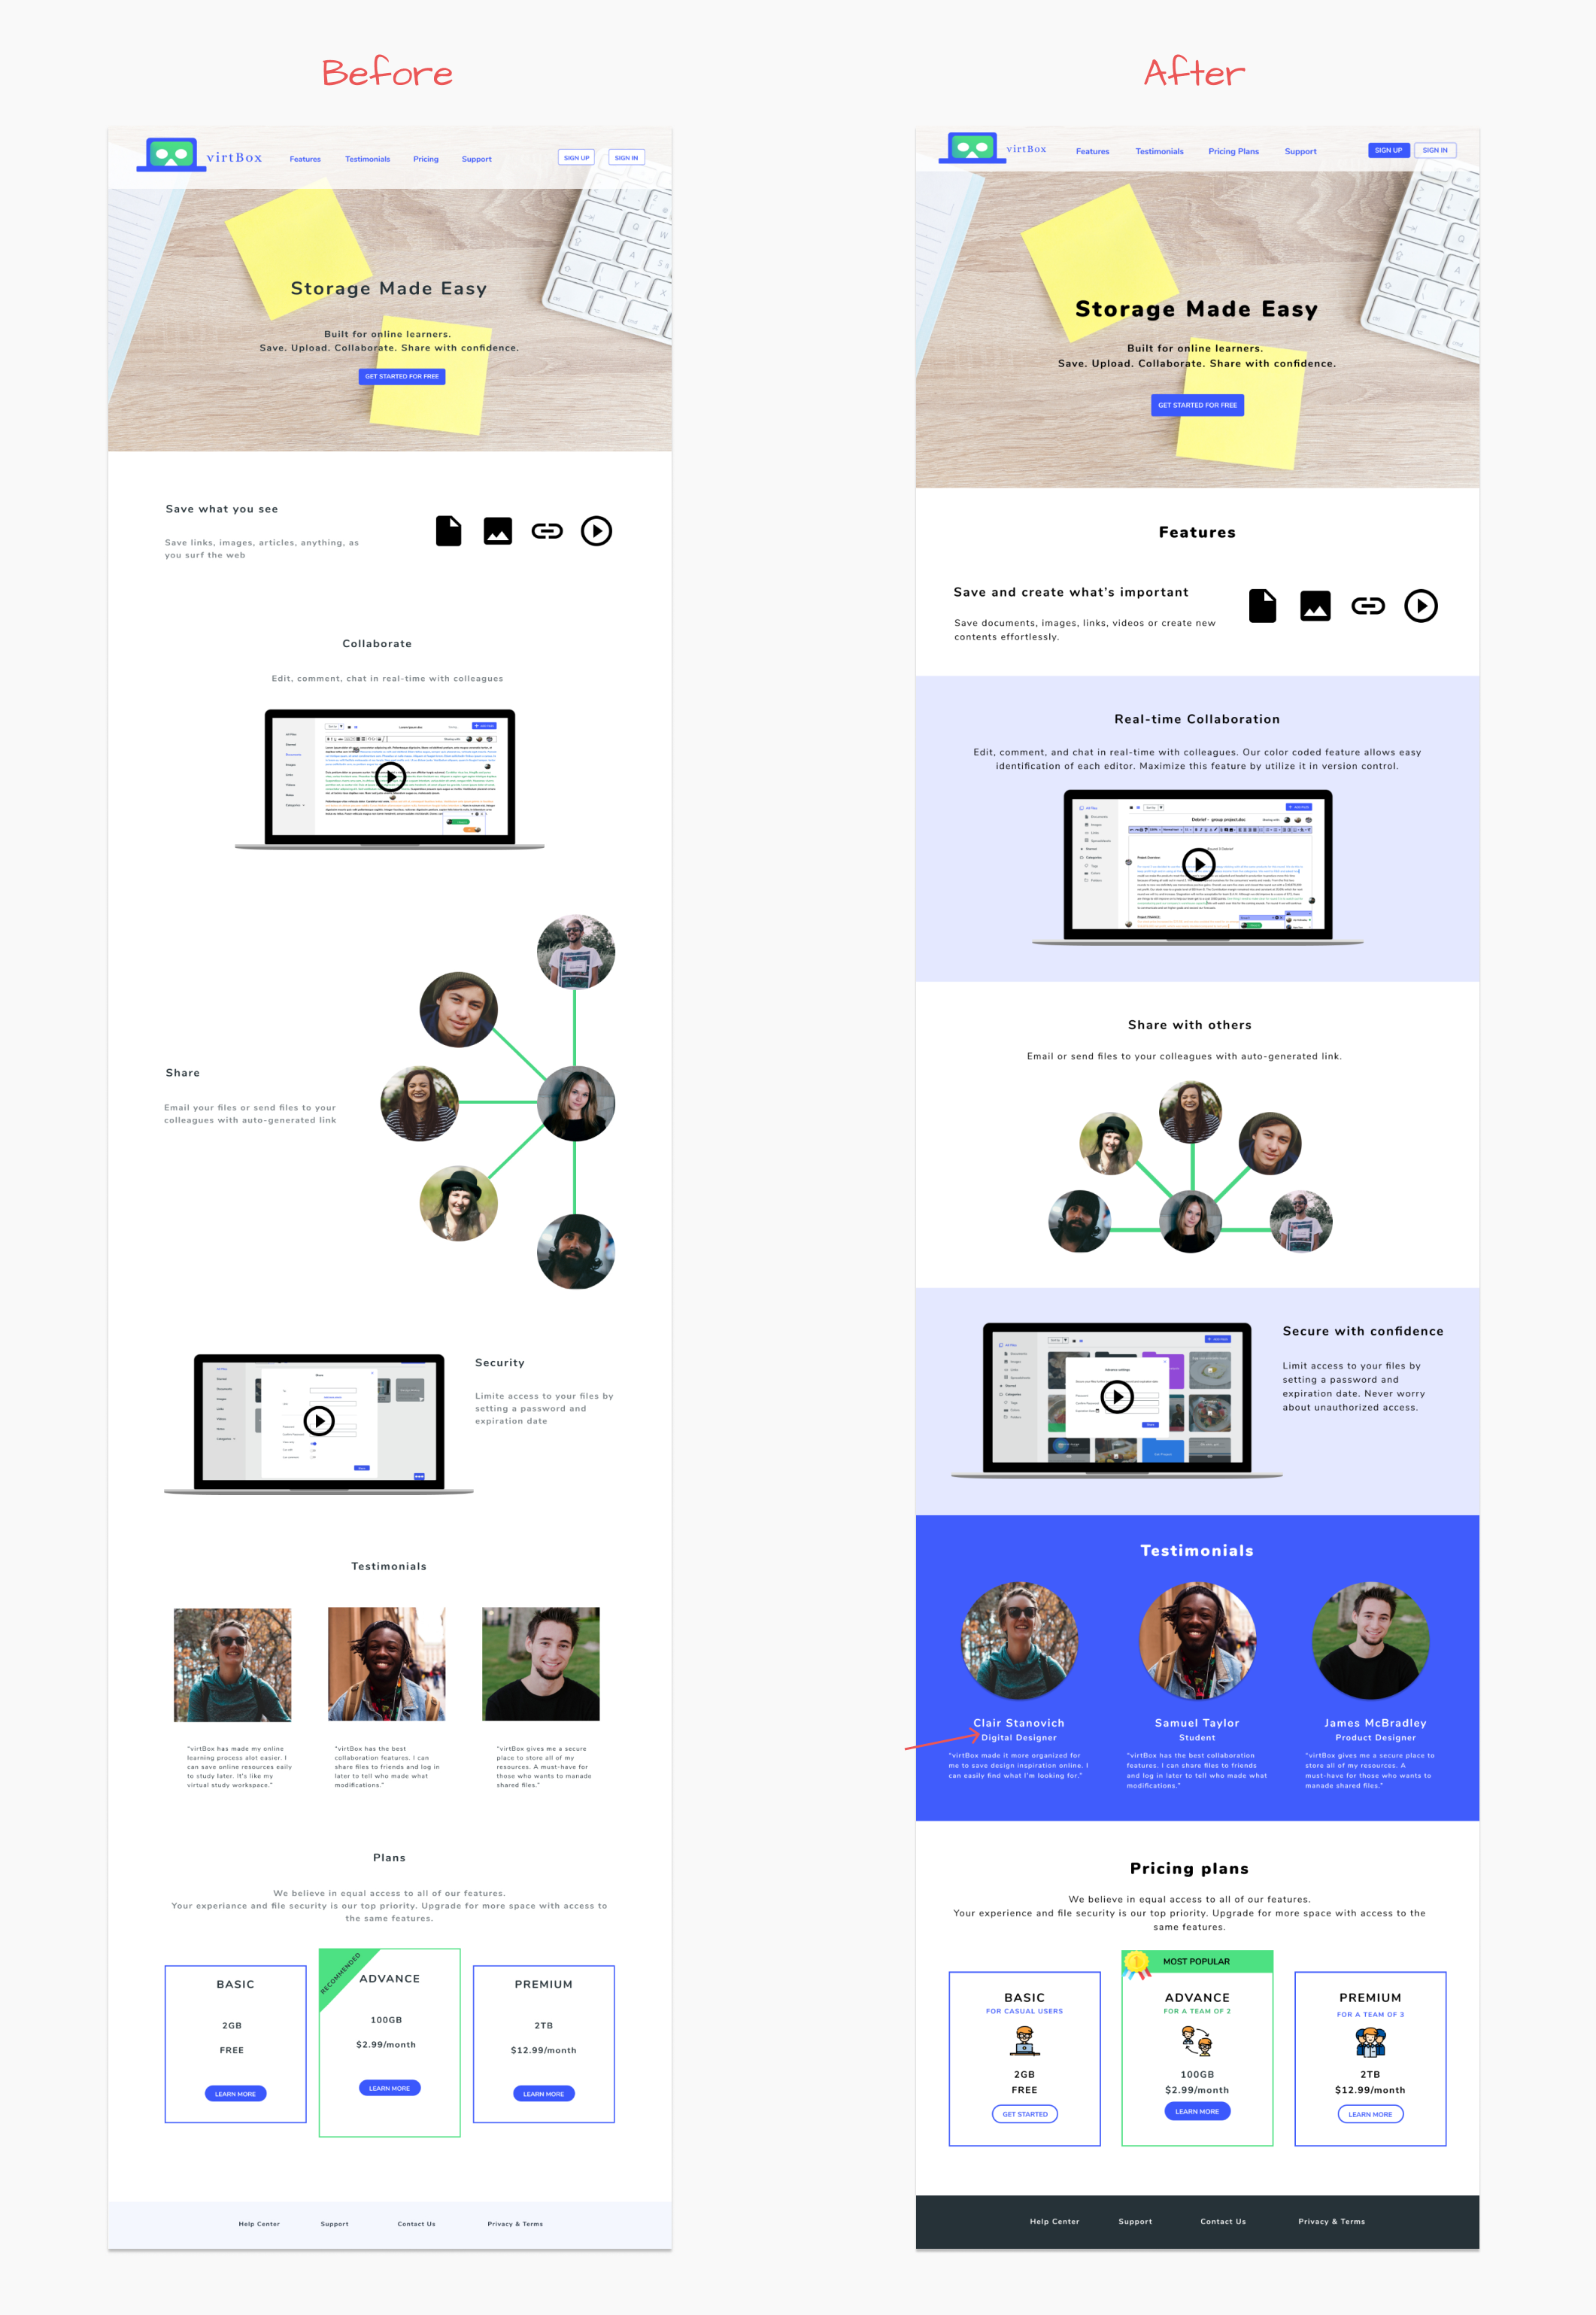 Before
virtBox
Features
Testimonials
Pricing
Support
SIGN UP
SIGN IN
Storage Made Easy
Built for online learners.
Save. Upload. Collaborate. Share with confidence.
GET STARTED FOR FREE
Save what you see
Save links, images, articles, anything, as
you surf the web
Collaborate
Edit, comment, chat in real-time with colleagues
Share
Email your files or send files to your
colleagues with auto-generated link
Security
Limite access to your files by
setting a password and
expiration date
Testimonials
"virtBox has made my online
learning process alot easier. I
can save online resources eaily
to study later. It's like my
virtual study workspace."
"virtBox has the best
collaboration features. I can
share files to friends and log in
later to tell who made what
modifications."
"virtBox gives me a secure
place to store all of my
resources. A must-have for
those who wants to manade
shared files."
Plans
We believe in equal access to all of our features.
Your experiance and file security is our top priority. Upgrade for more space with access to
the same features.
BASIC
2GB
FREE
LEARN MORE
RECOMMENDED
ADVANCE
100GB
$2.99/month
LEARN MORE
PREMIUM
2TB
$12.99/month
LEARN MORE
Help Center
Support
Contact Us
Privacy & Terms
After
virtBox
Features
Testimonials
Pricing Plans
Support
SIGN UP
SIGN IN
Storage Made Easy
Built for online learners.
Save. Upload. Collaborate. Share with confidence.
GET STARTED FOR FREE
Features
Save and create what's important
Save documents, images, links, videos or create new
contents effortlessly.
Real-time Collaboration
Edit, comment, and chat in real-time with colleagues. Our color coded feature allows easy
identification of each editor. Maximize this feature by utilize it in version control.
Debrief - group project.doc
Share with others
Email or send files to your colleagues with auto-generated link.
Secure with confidence
Limit access to your files by
setting a password and
expiration date. Never worry
about unauthorized access.
Testimonials
Clair Stanovich
Digital Designer
"virtBox made it more organized for
me to save design inspiration online. I
can easily find what I'm looking for."
Samuel Taylor
Student
"virtBox has the best collaboration
features. I can share files to friends
and log in later to tell who made what
modifications."
James McBradley
Product Designer
"virtBox gives me a secure place to
store all of my resources. A
must-have for those who wants to
manade shared files."
Pricing plans
We believe in equal access to all of our features.
Your experience and file security is our top priority. Upgrade for more space with access to the
same features.
BASIC
FOR CASUAL USERS
2GB
FREE
GET STARTED
MOST POPULAR
ADVANCE
FOR A TEAM OF 2
100GB
$2.99/month
LEARN MORE
PREMIUM
FOR A TEAM OF 3
2TB
$12.99/month
LEARN MORE
Help Center
Support
Contact Us
Privacy & Terms